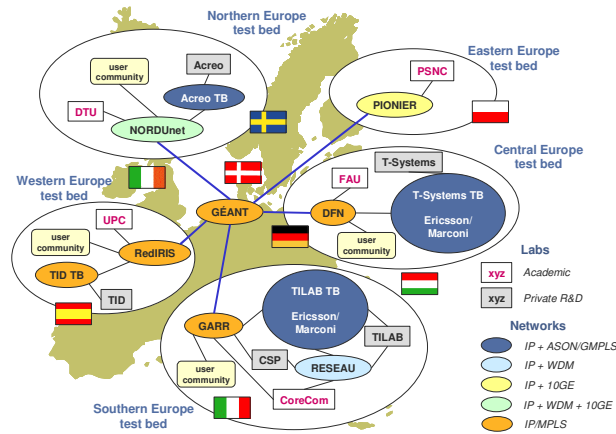 Northern Europe
test bed
user
community
Acreo
Acreo TB
DTU
NORDUnet
Eastern Europe
test bed
PSNC
PIONIER
Central Europe
test bed
T-Systems
FAU
DFN
T-Systems TB
Ericsson/
Marconi
user
community
Western Europe
test bed
UPC
user
community
RedIRIS
TID TB
TID
GÉANT
TILAB TB
Ericsson/
Marconi
GARR
TILAB
CSP
RESEAU
user
community
CoreCom
Southern Europe
test bed
Labs
xyz Academic
xyz Private R&D
Networks
IP + ASON/GMPLS
IP + WDM
IP + 10GE
IP + WDM + 10GE
IP/MPLS